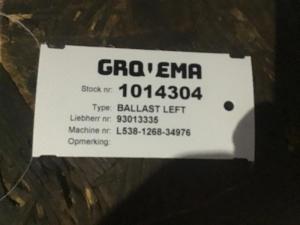 GRO'EMA
Stock nr: 1014304
Type: BALLAST LEFT
Liebherr nr: 93013335
Machine nr: L538-1268-34976
Opmerking: